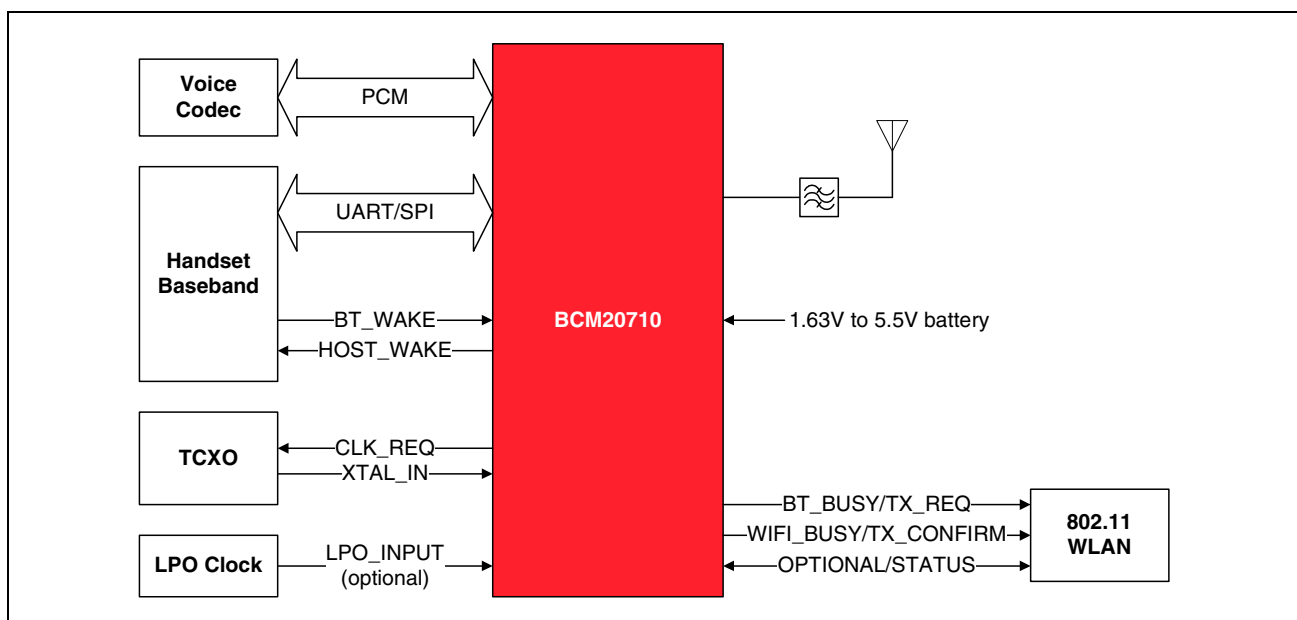 Voice
Codec
PCM
UART/SPI
Handset
Baseband
BT_WAKE
HOST_WAKE
BCM20710
1.63V to 5.5V battery
TCXO
CLK_REQ
XTAL_IN
LPO Clock
LPO_INPUT
(optional)
BT_BUSY/TX_REQ
WIFI_BUSY/TX_CONFIRM
OPTIONAL/STATUS
802.11
WLAN